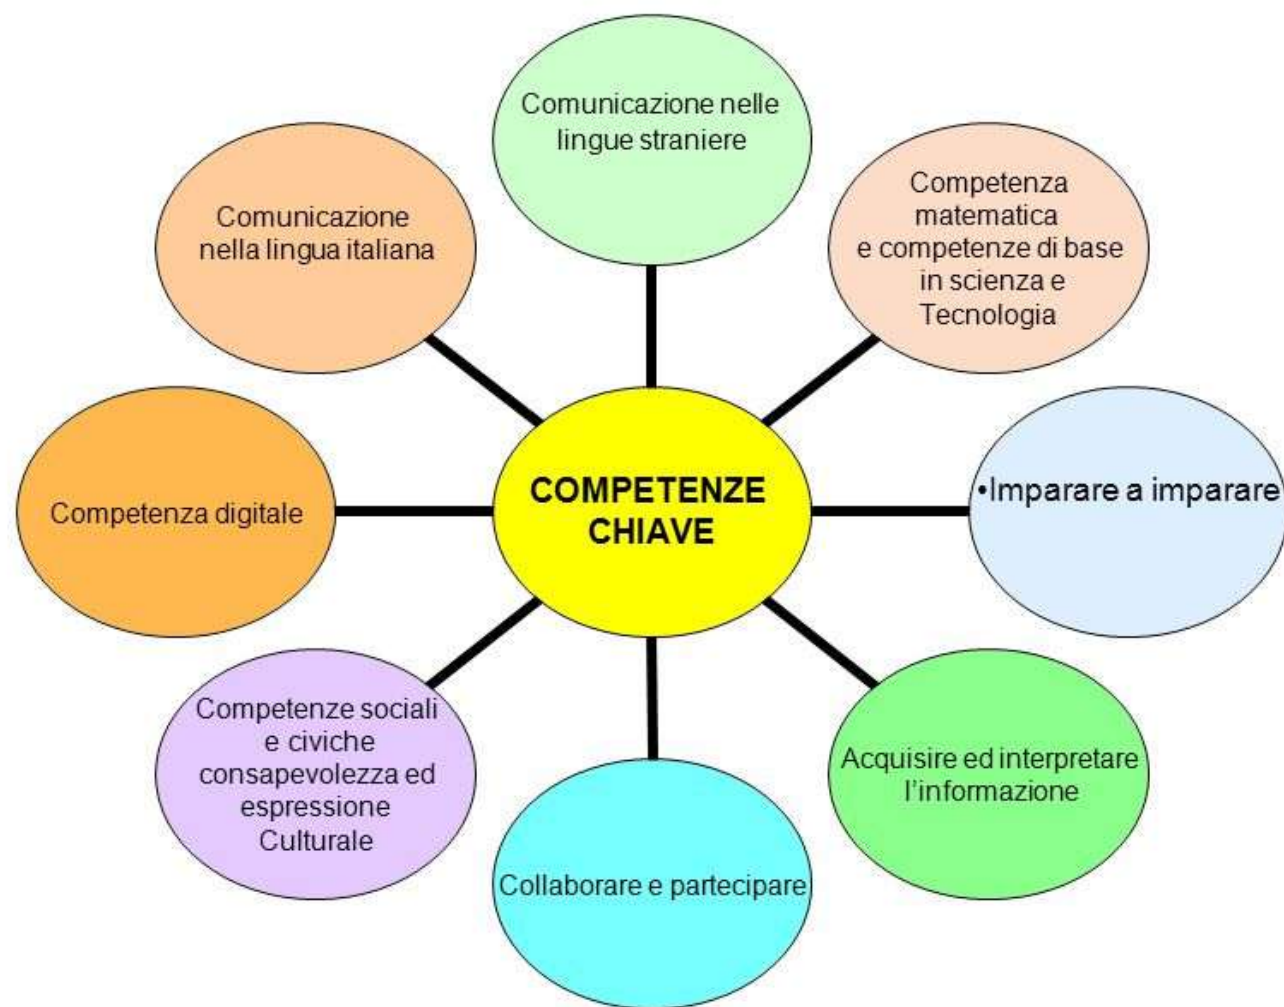 Comunicazione nelle
lingue straniere
Comunicazione
nella lingua italiana
Competenza
matematica
e competenze di base
in scienza e
Tecnologia
Competenza digitale
COMPETENZE
CHIAVE
•Imparare a imparare
Competenze sociali
e civiche
consapevolezza ed
espressione
Culturale
Acquisire ed interpretare
l’informazione
Collaborare e partecipare